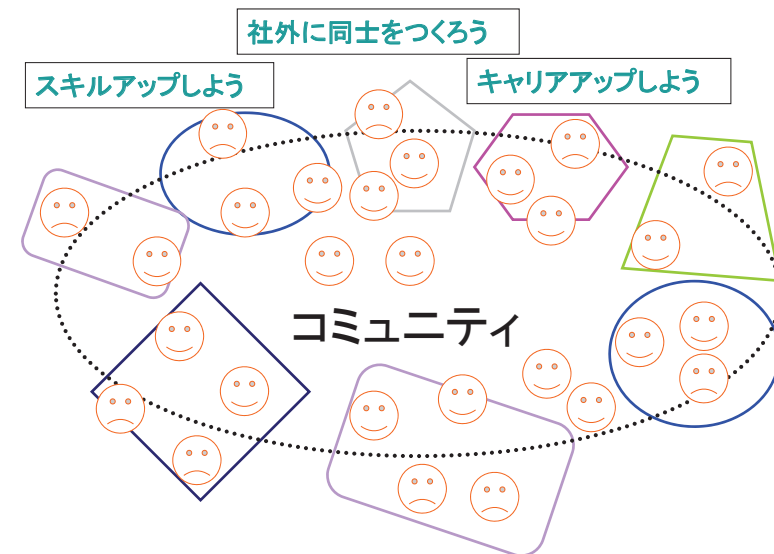 社外に同士をつくろう
スキルアップしよう
キャリアアップしよう
コミュニティ